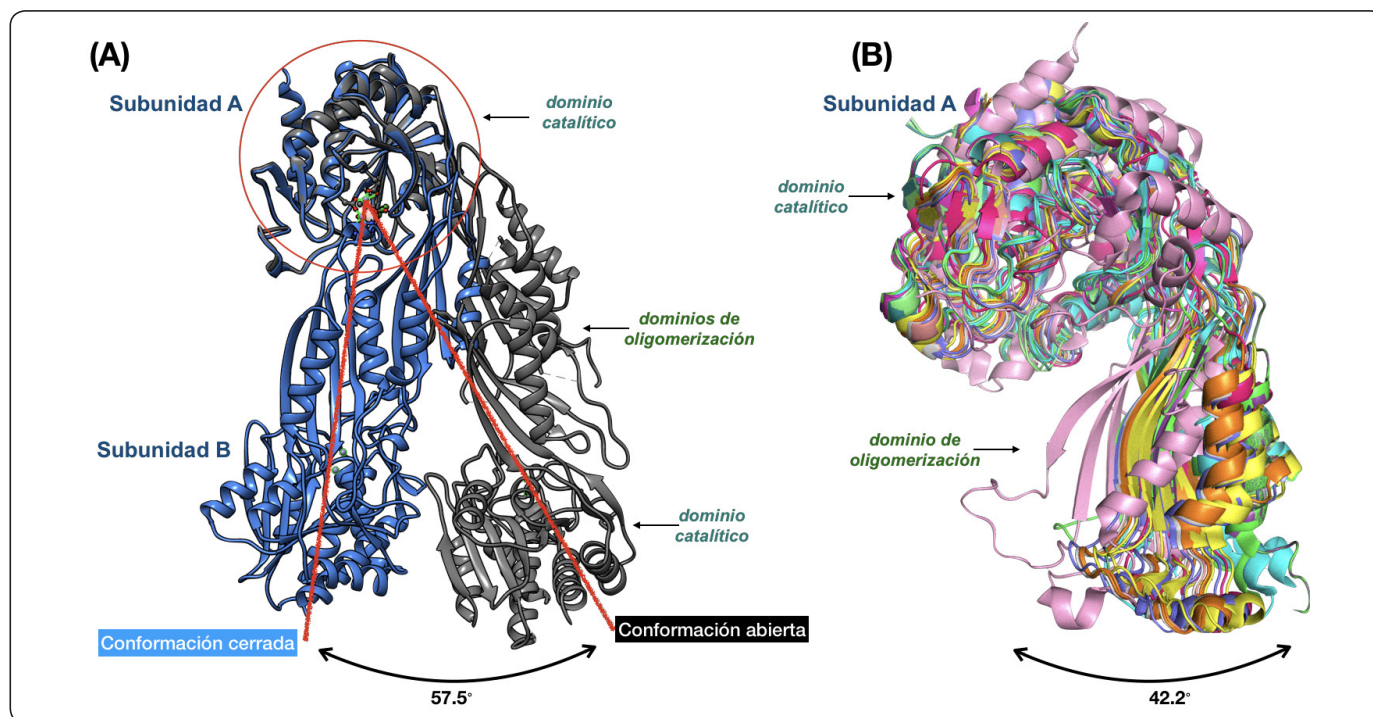 (A)
Subunidad A
dominio
catalítico
dominios de
oligomerización
Subunidad B
dominio
catalítico
Conformación cerrada
Conformación abierta
57.5°
(B)
Subunidad A
dominio
catalítico
dominio de
oligomerización
42.2°